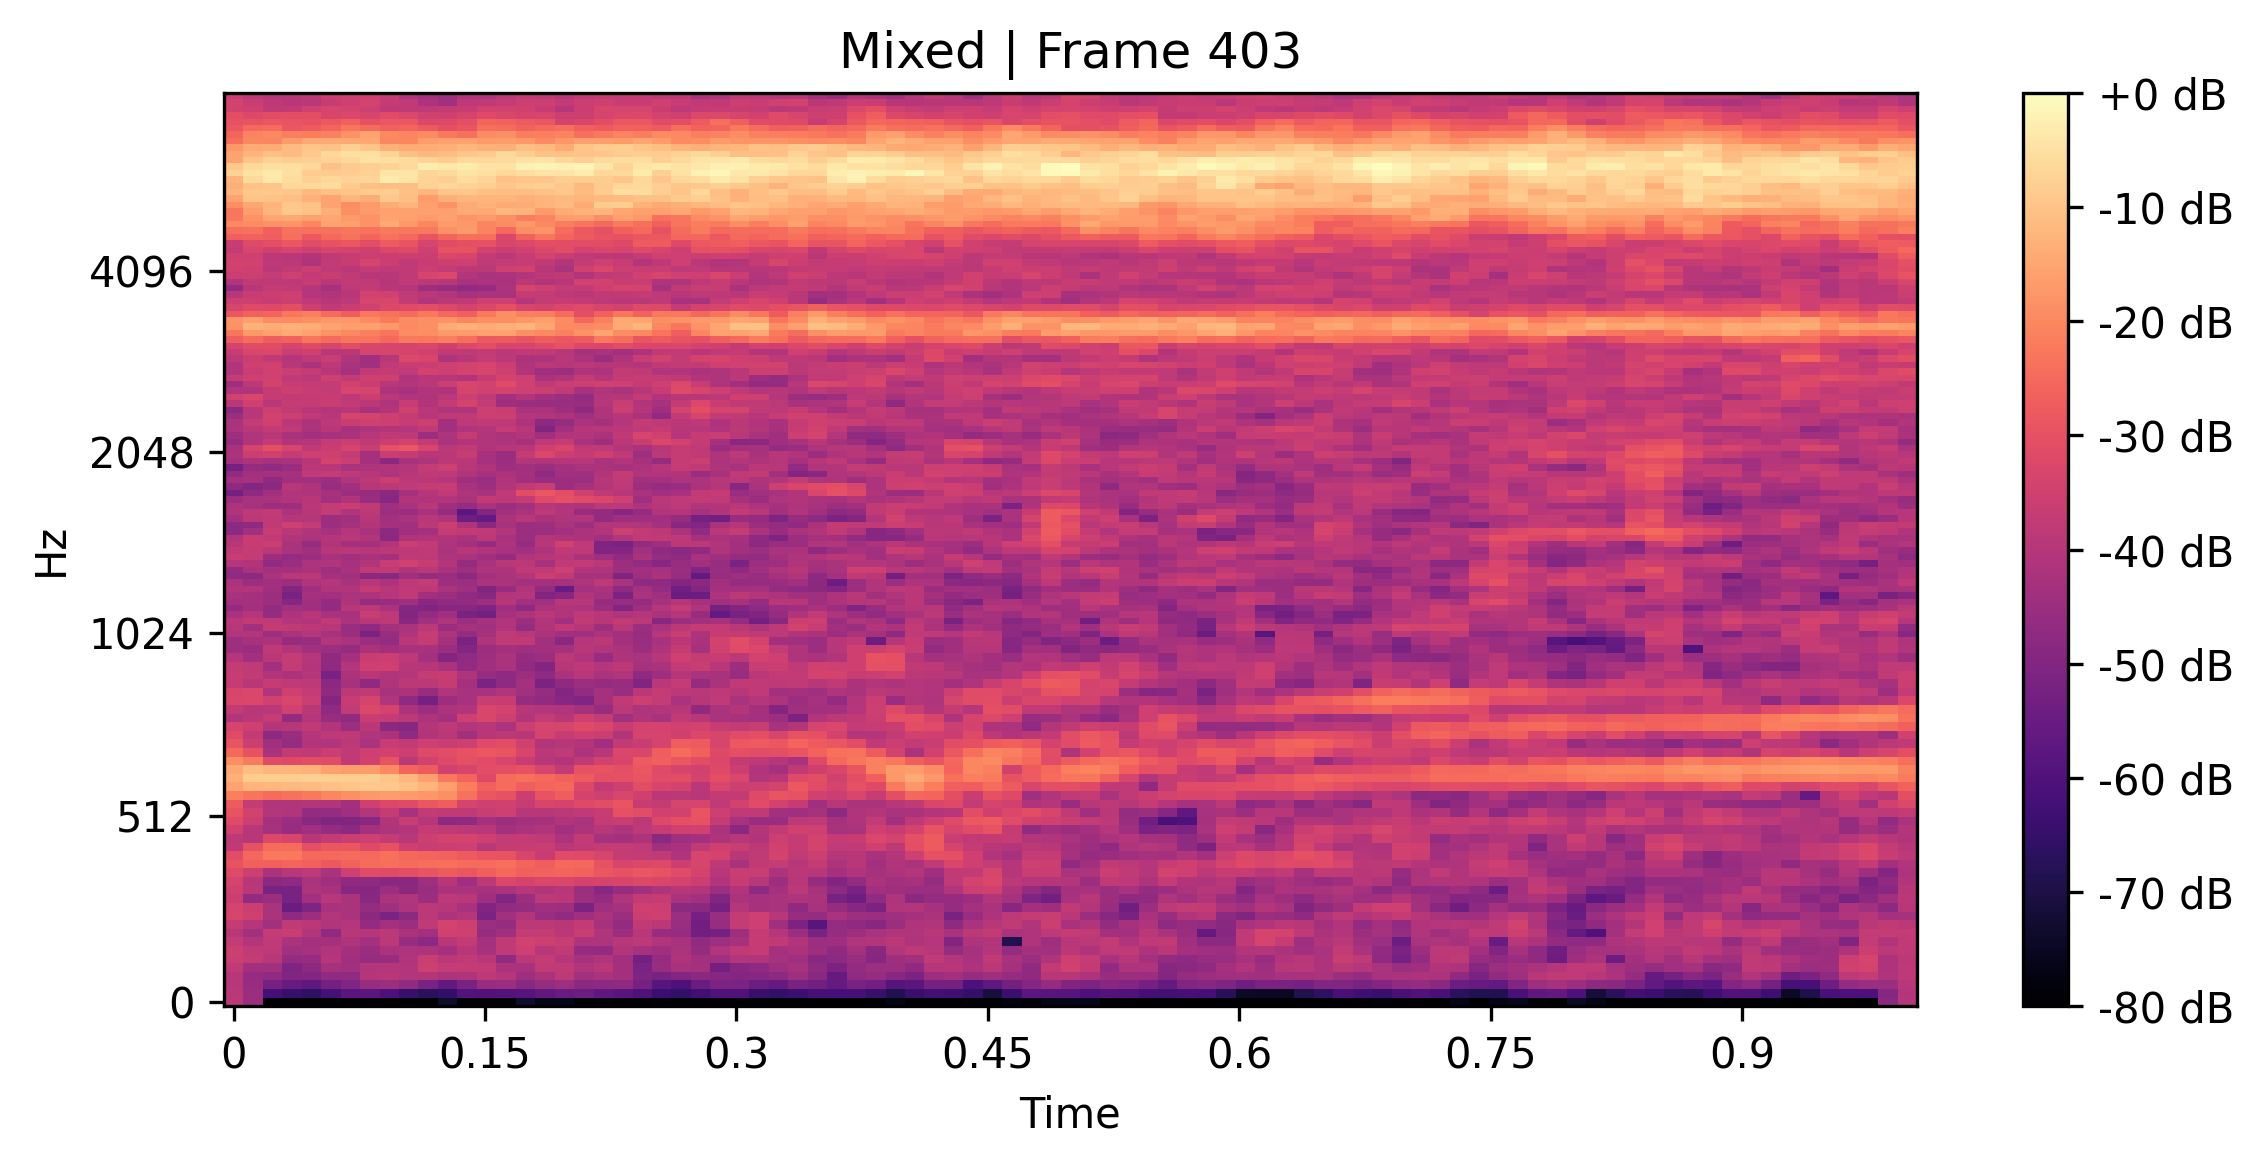 Mixed | Frame 403
+0 dB
-10 dB
-20 dB
-30 dB
-40 dB
-50 dB
-60 dB
-70 dB
-80 dB
Hz
4096
2048
1024
512
0
0 0.15 0.3 0.45 0.6 0.75 0.9
Time